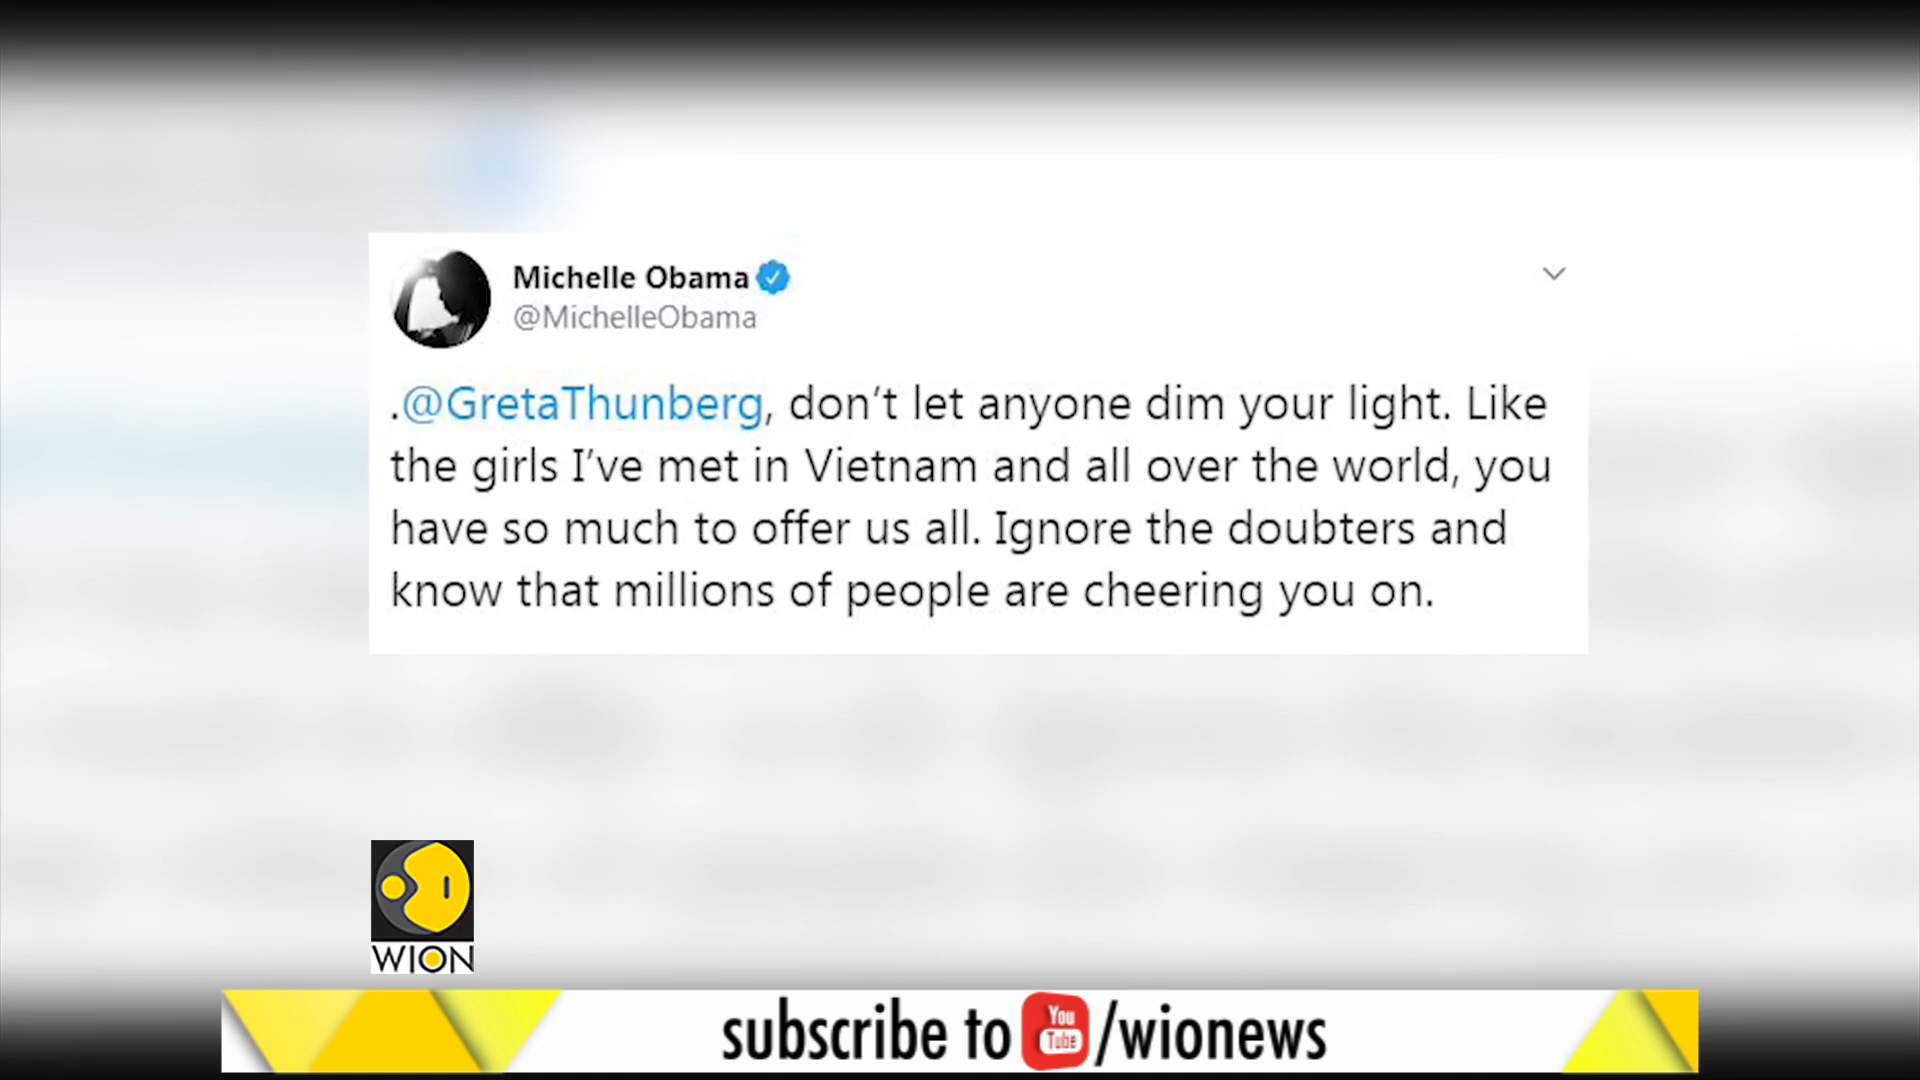 Michelle Obama
@MichelleObama
.@GretaThunberg, don't let anyone dim your light. Like
the girls I've met in Vietnam and all over the world, you
have so much to offer us all. Ignore the doubters and
know that millions of people are cheering you on.
WION
subscribe to You Tube /wionews